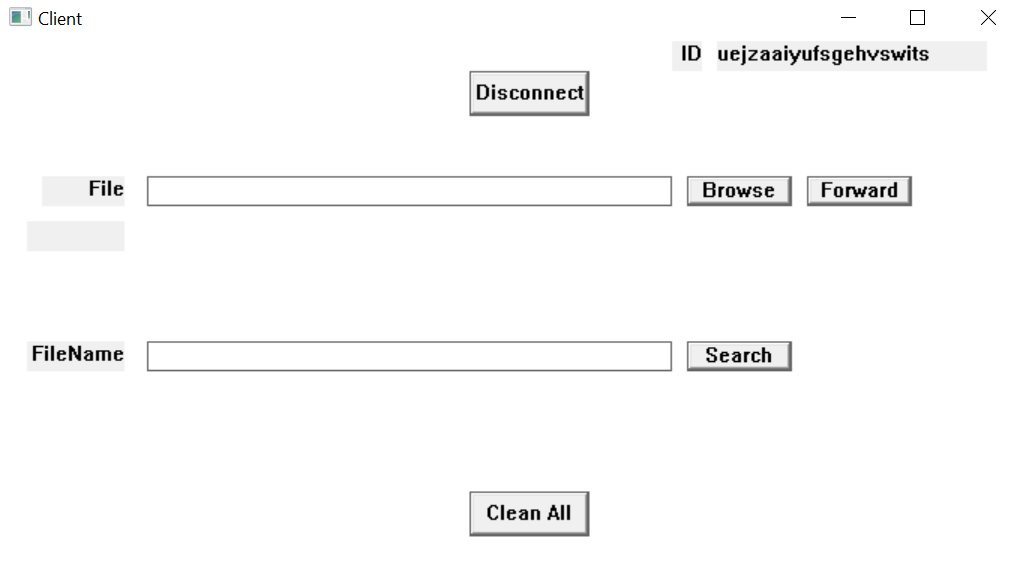 Client
ID uejzaaiyufsgehvswits
Disconnect
File Browse Forward
FileName Search
Clean All